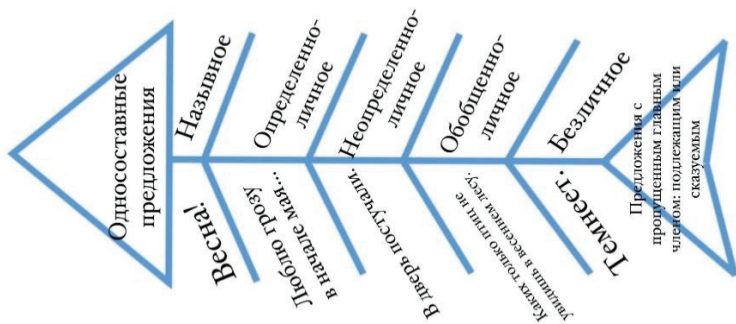 Односоставные
предложения
Назывное
Весна!
Определенно-
личное
Люблю грозу
в начале мая...
Неопределенно-
личное
В дверь постучали.
Обобщенно-
личное
Каких только птиц не
увидишь в весеннем лесу.
Безличное
Темнеет.
Предложения с
пропущенным главным
членом: подлежащим или
сказуемым